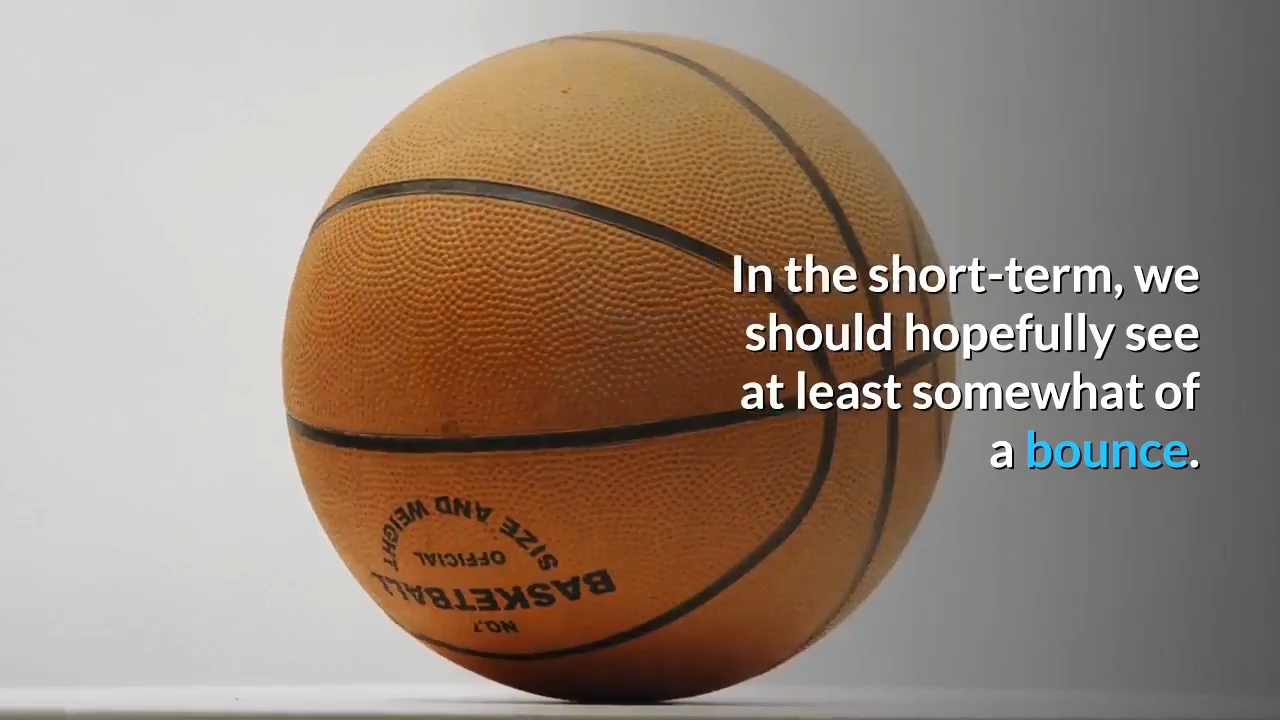 In the short-term, we
should hopefully see
at least somewhat of
a bounce.
SIZE AND WEIGHT
OFFICIAL
BASKETBALL
NO.7